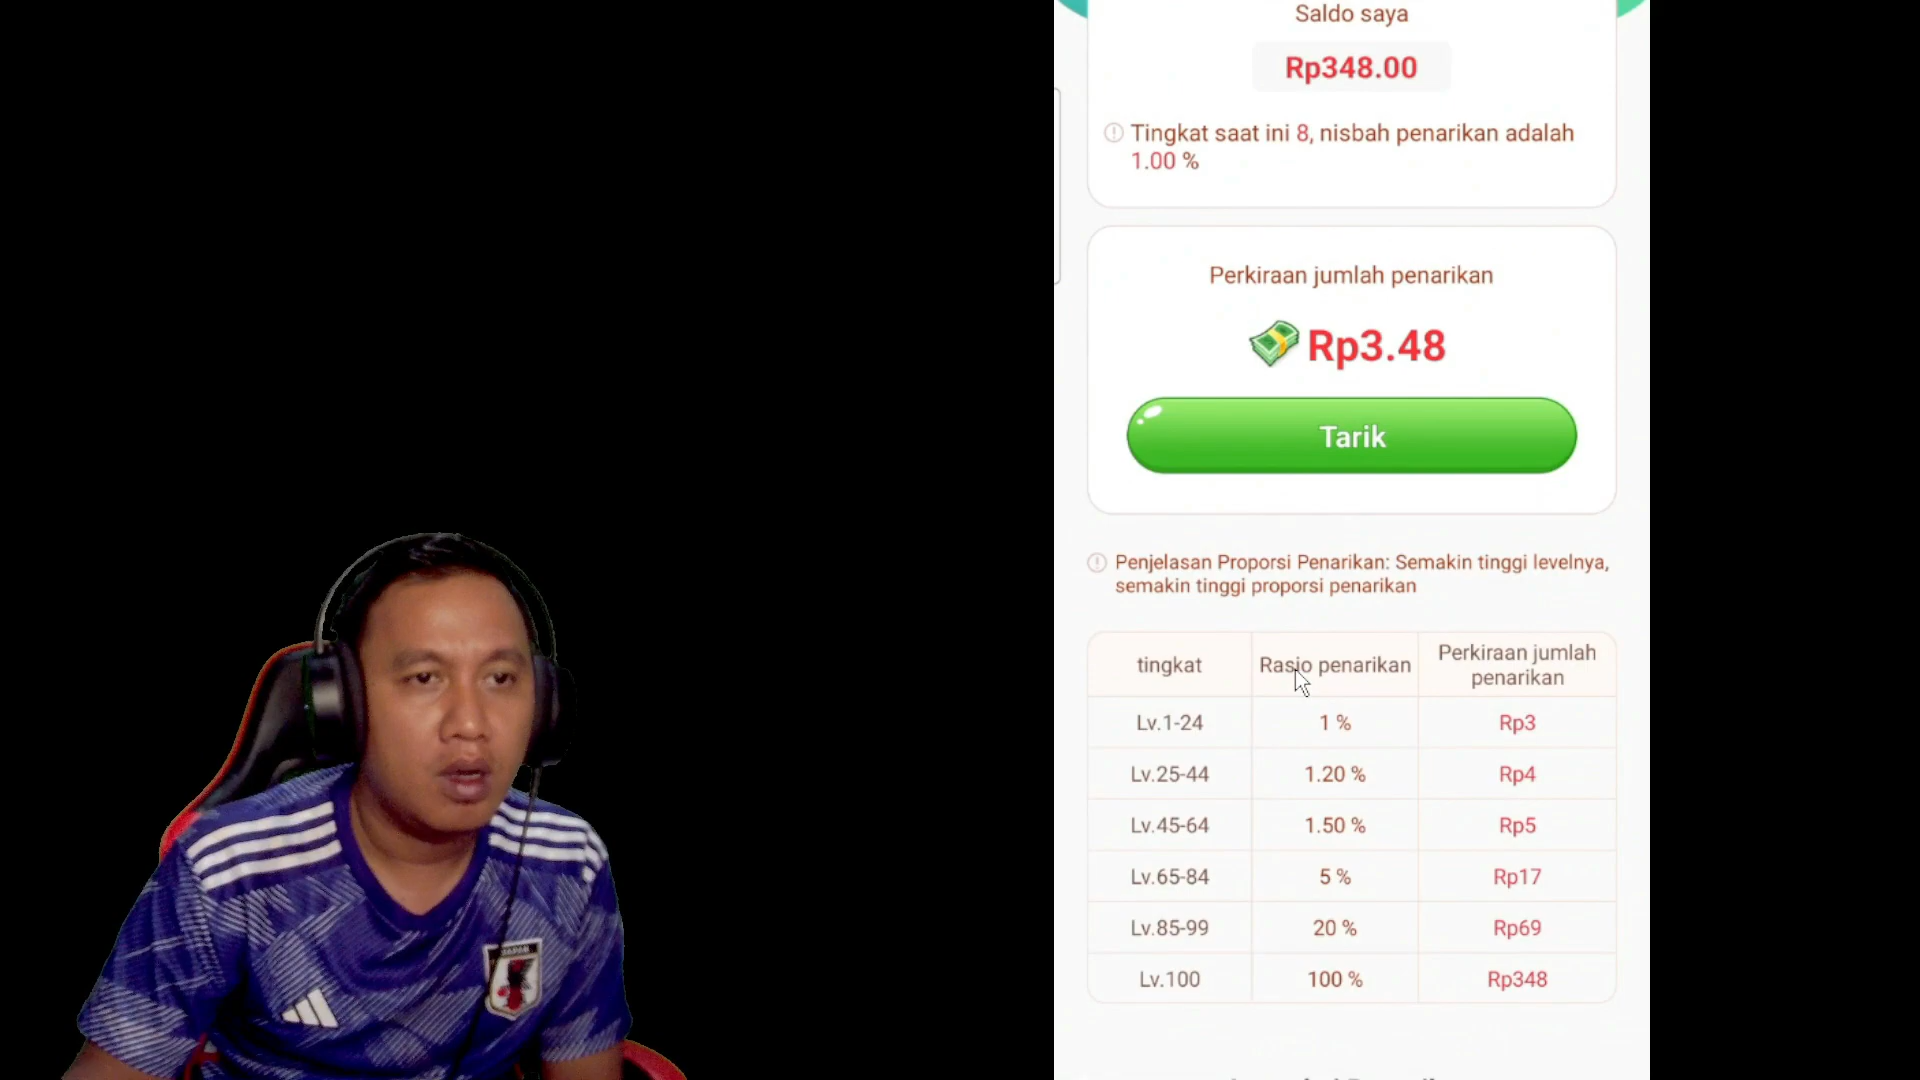 Saldo saya
Rp348.00
Tingkat saat ini 8, nisbah penarikan adalah
1.00 %
Perkiraan jumlah penarikan
Rp3.48
Tarik
Penjelasan Proporsi Penarikan: Semakin tinggi levelnya,
semakin tinggi proporsi penarikan
tingkat Rasio penarikan Perkiraan jumlah penarikan
Lv.1-24 1 % Rp3
Lv.25-44 1.20 % Rp4
Lv.45-64 1.50 % Rp5
Lv.65-84 5 % Rp17
Lv.85-99 20 % Rp69
Lv.100 100 % Rp348